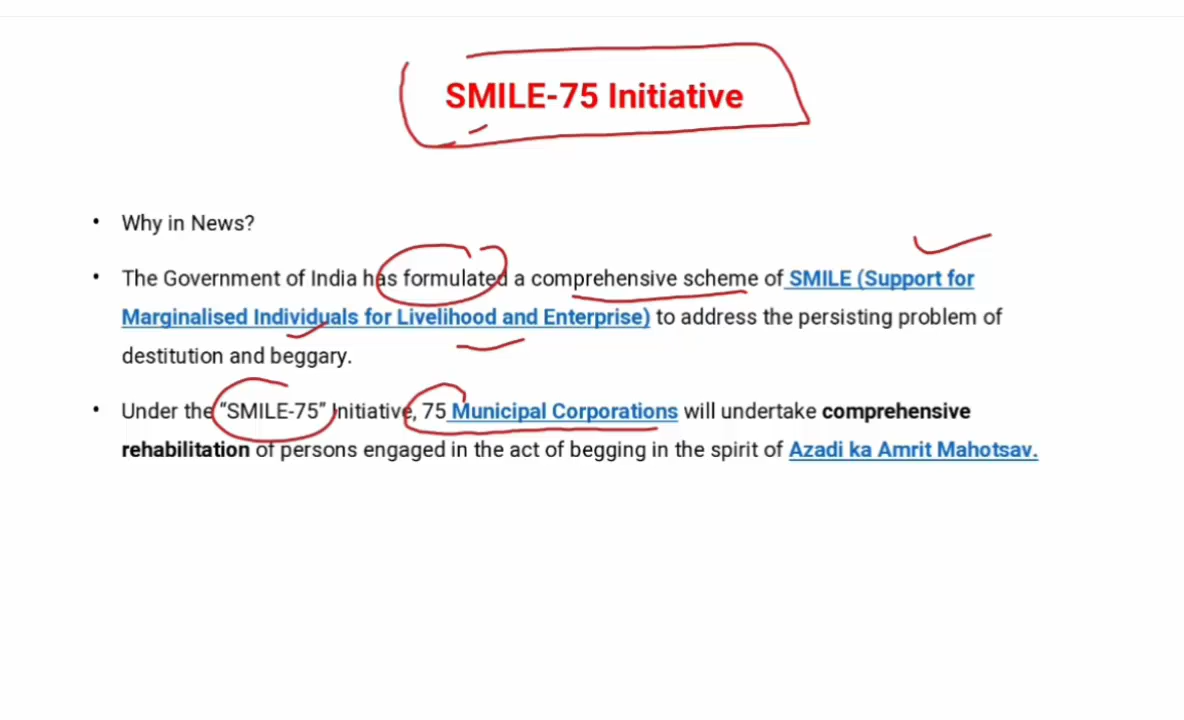 SMILE-75 Initiative
• Why in News?
• The Government of India has formulated a comprehensive scheme of SMILE (Support for
Marginalised Individuals for Livelihood and Enterprise) to address the persisting problem of
destitution and beggary.
• Under the “SMILE-75” Initiative, 75 Municipal Corporations will undertake comprehensive
rehabilitation of persons engaged in the act of begging in the spirit of Azadi ka Amrit Mahotsav.